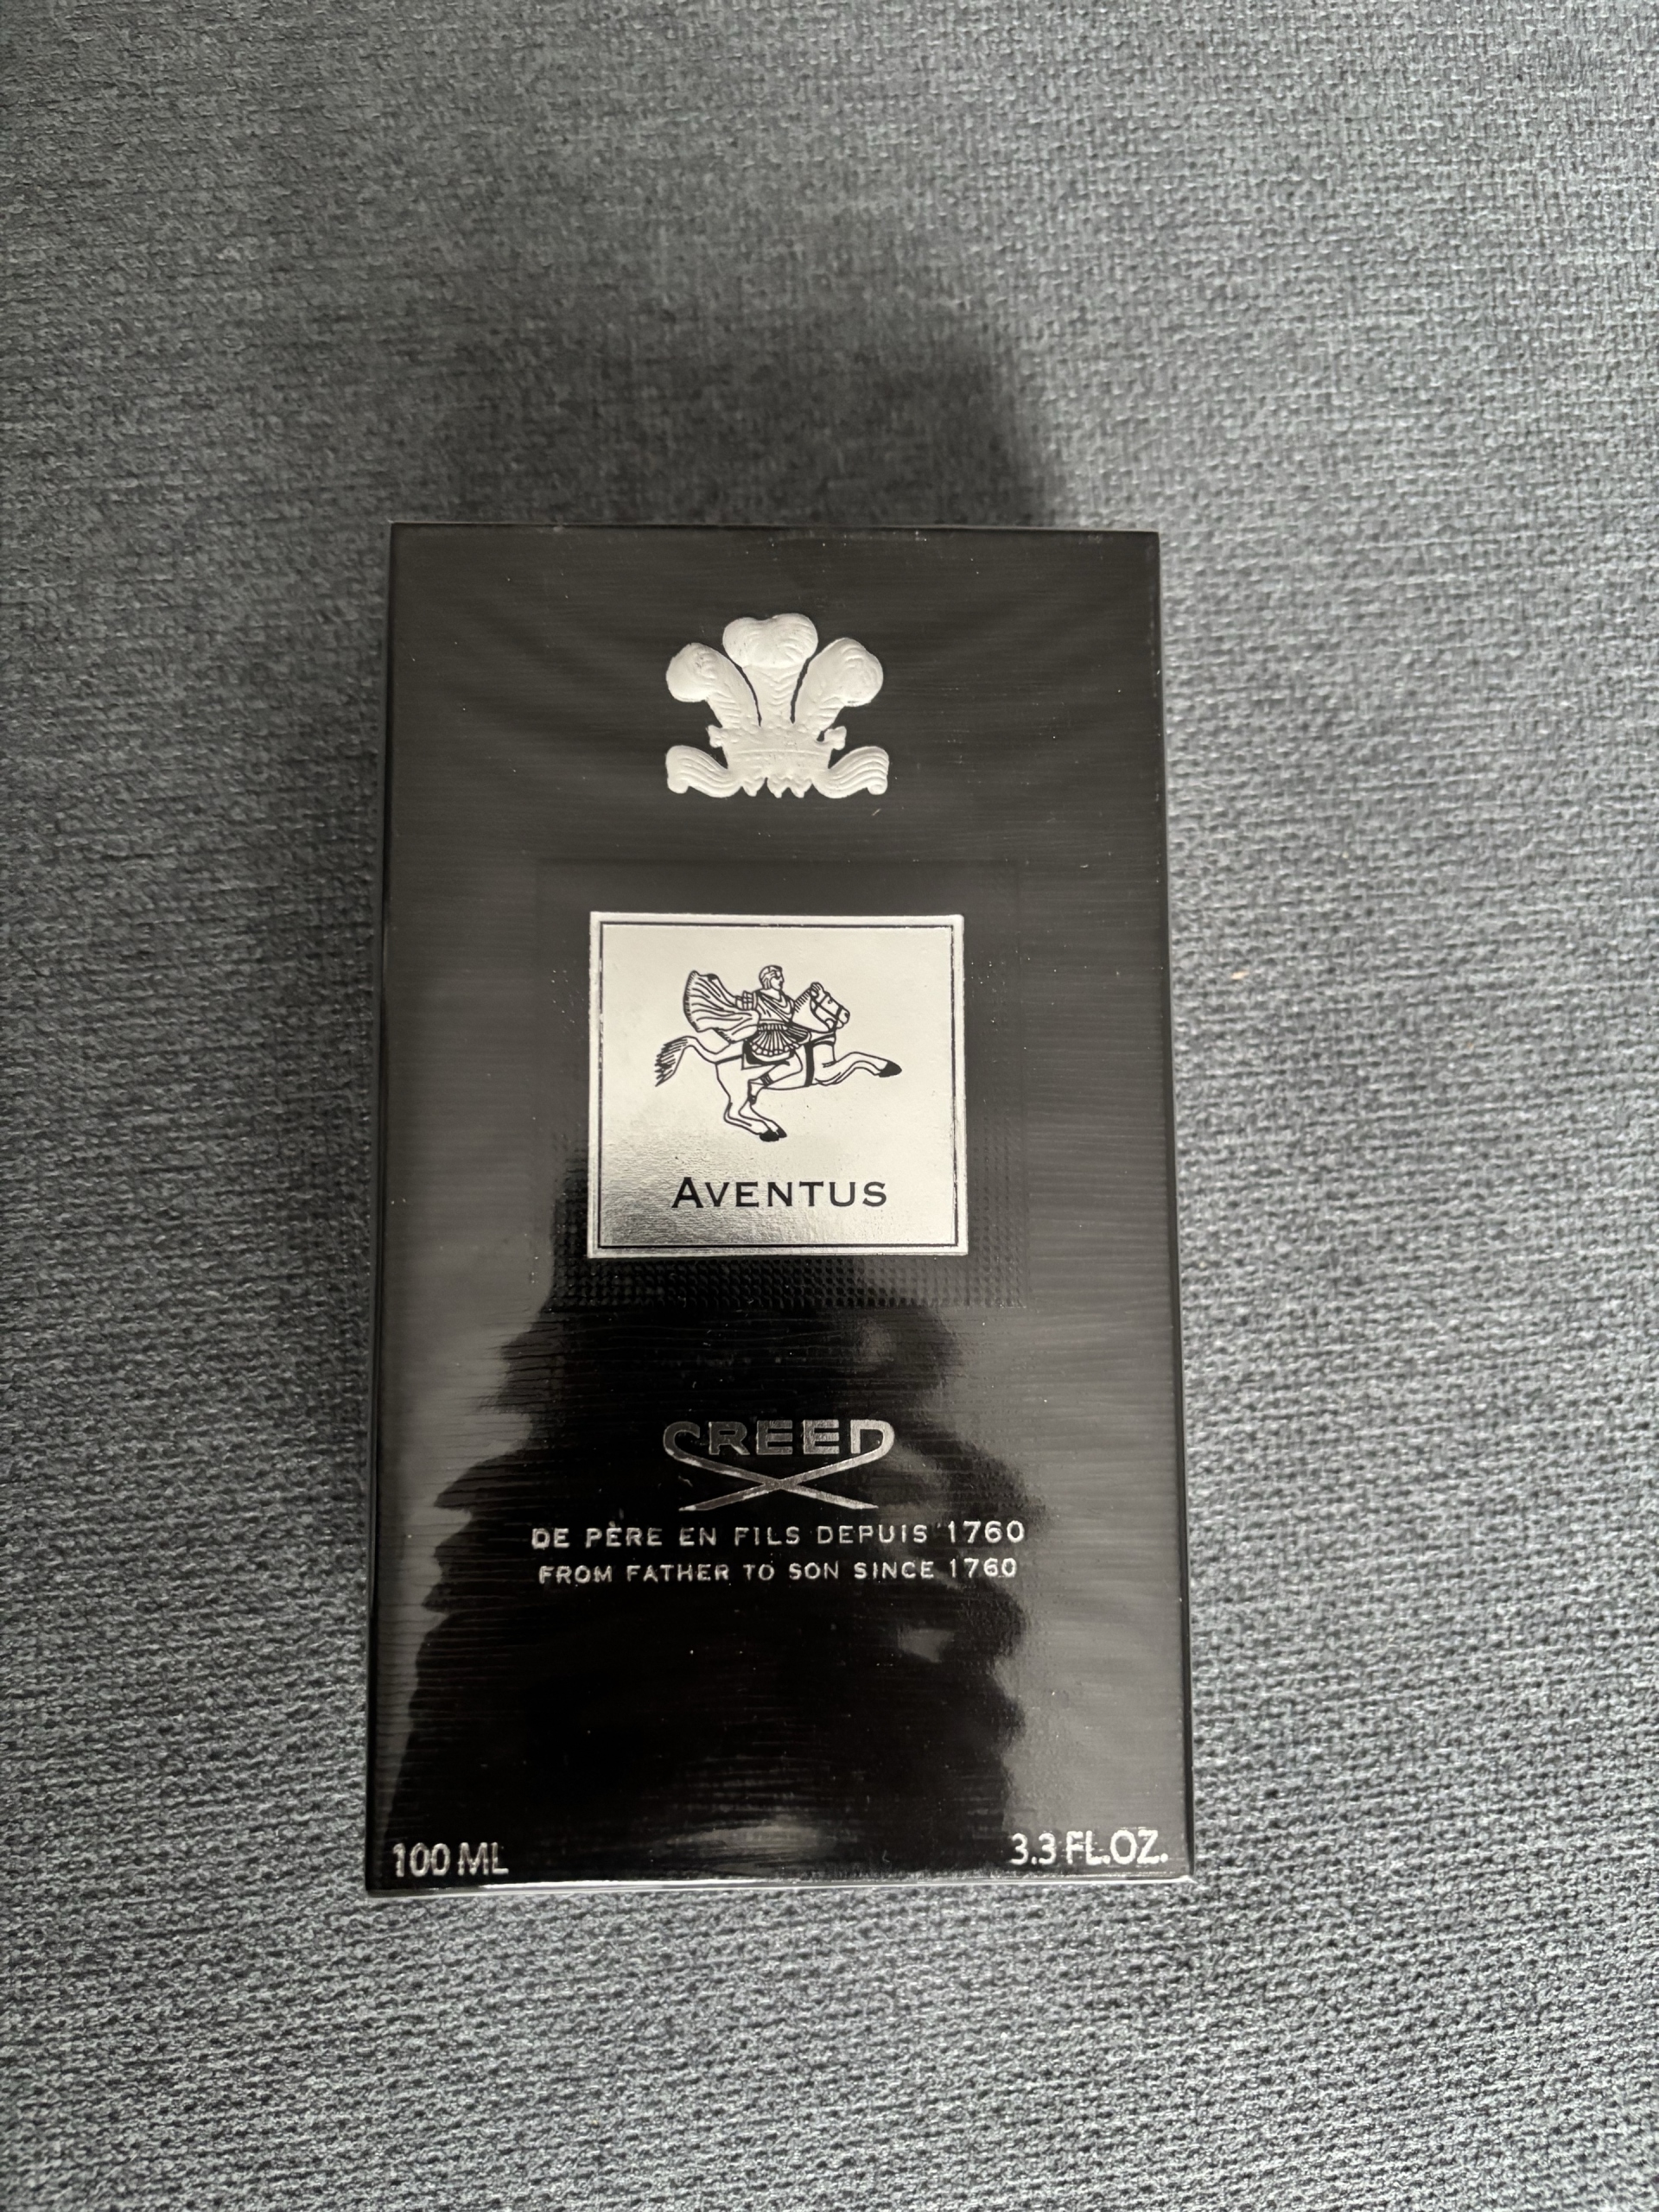 AVENTUS
CREED
DE PÈRE EN FILS DEPUIS 1760
FROM FATHER TO SON SINCE 1760
100 ML
3.3 FL.OZ.